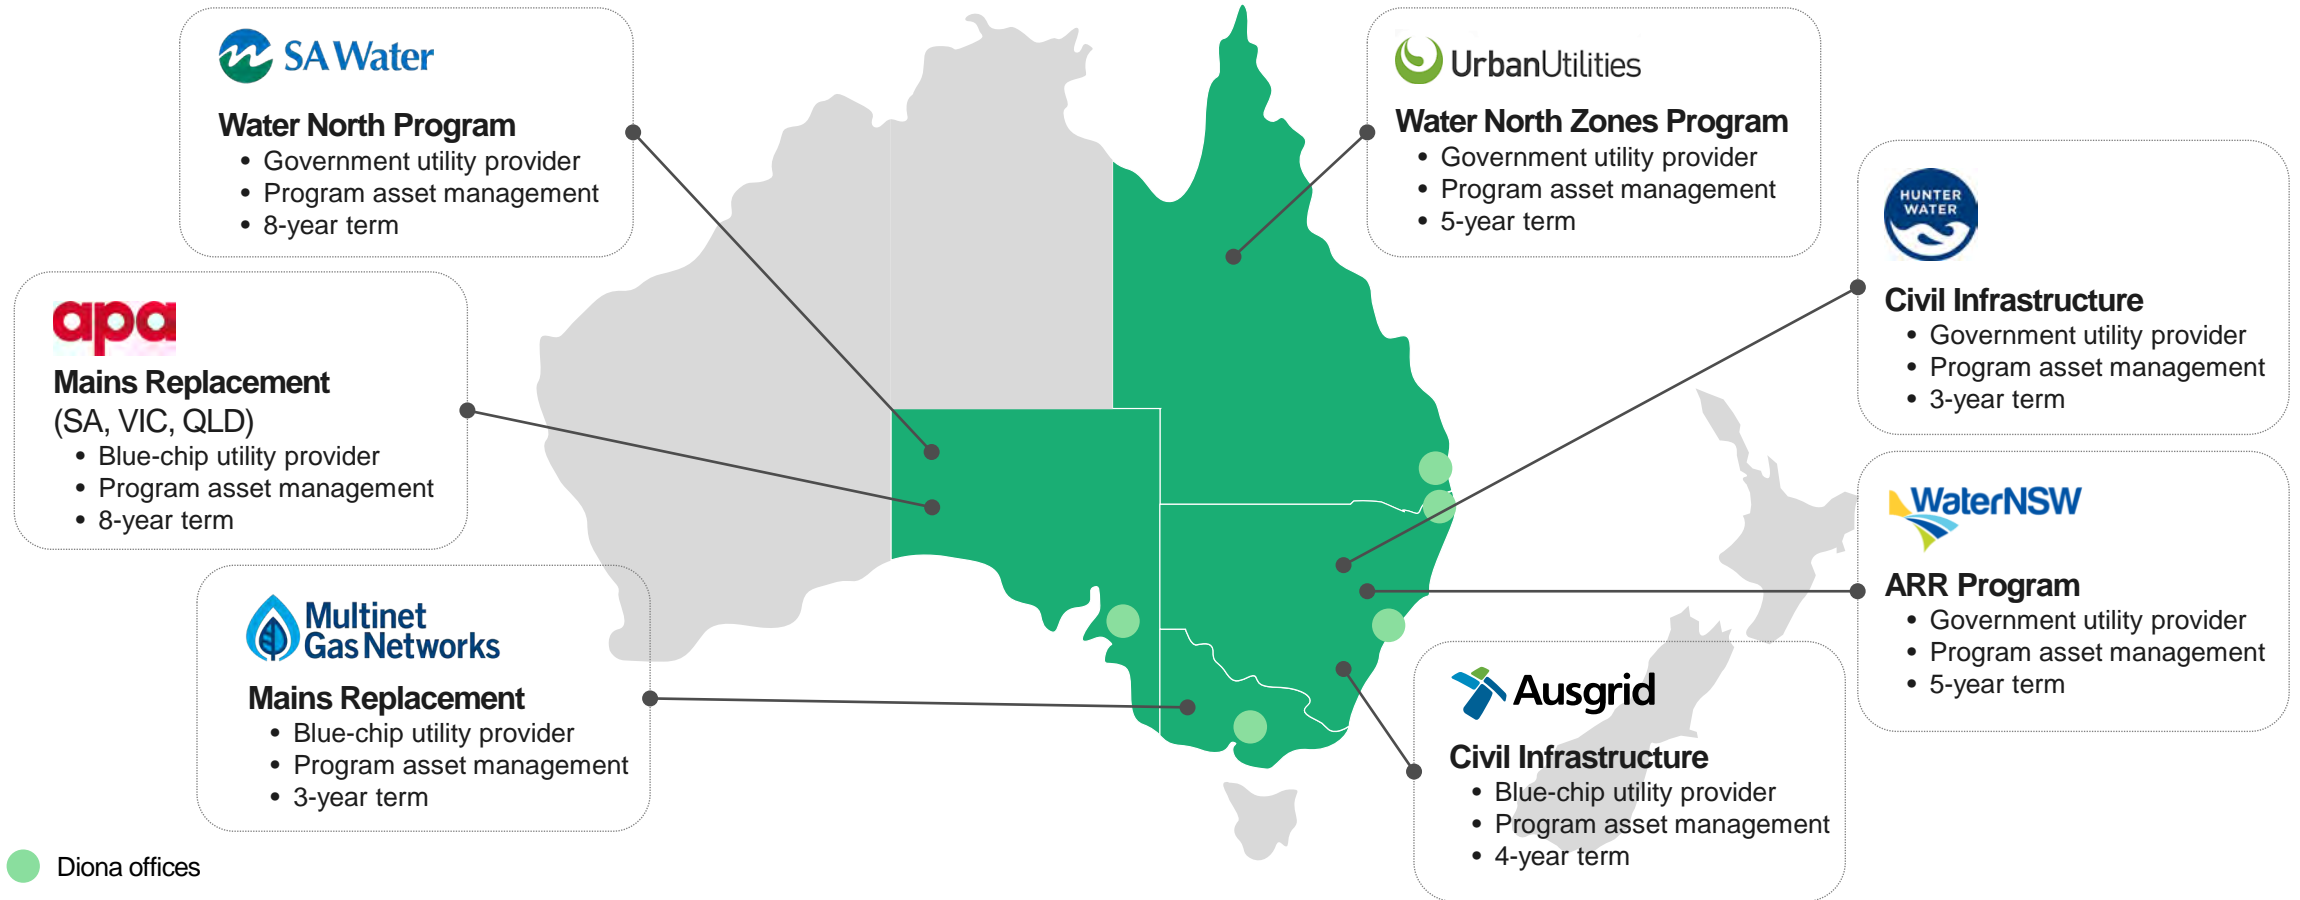 SA Water
Water North Program
• Government utility provider
• Program asset management
• 8-year term
apa
Mains Replacement
(SA, VIC, QLD)
• Blue-chip utility provider
• Program asset management
• 8-year term
Multinet
Gas Networks
Mains Replacement
• Blue-chip utility provider
• Program asset management
• 3-year term
Diona offices
UrbanUtilities
Water North Zones Program
• Government utility provider
• Program asset management
• 5-year term
HUNTER
WATER
Civil Infrastructure
• Government utility provider
• Program asset management
• 3-year term
WaterNSW
ARR Program
• Government utility provider
• Program asset management
• 5-year term
Ausgrid
Civil Infrastructure
• Blue-chip utility provider
• Program asset management
• 4-year term